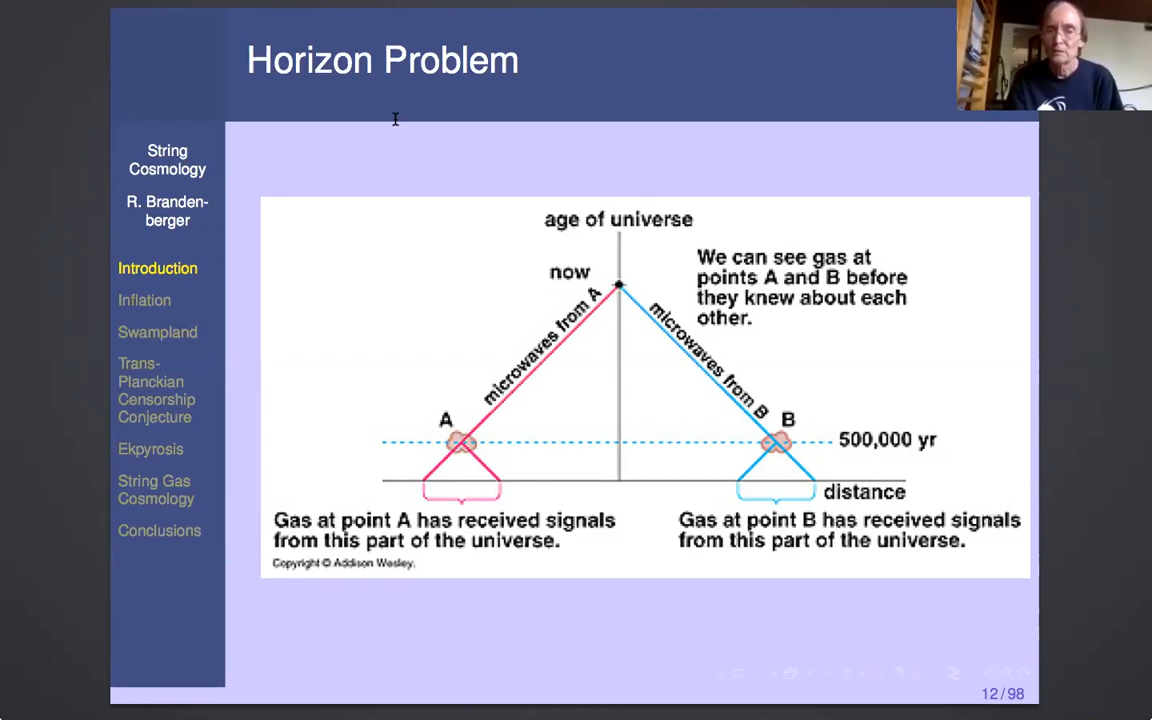 Horizon Problem
String
Cosmology
R. Branden-
berger
Introduction
Inflation
Swampland
Trans-
Planckian
Censorship
Conjecture
Ekpyrosis
String Gas
Cosmology
Conclusions
age of universe
now
We can see gas at
points A and B before
they knew about each
other.
microwaves from A
microwaves from B
A
B
500,000 yr
distance
Gas at point A has received signals
from this part of the universe.
Gas at point B has received signals
from this part of the universe.
Copyright © Addison Wesley.
12/98